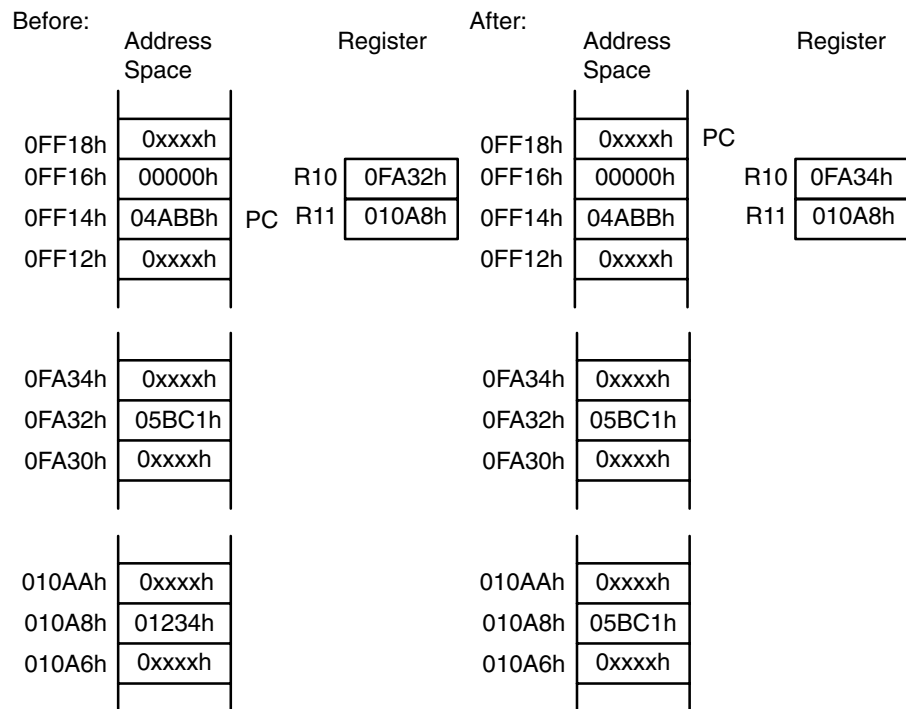 Before:
Address Space
Register
0FF18h 0xxxxh
0FF16h 00000h
0FF14h 04ABBh PC
0FF12h 0xxxxh
R10 0FA32h
R11 010A8h
0FA34h 0xxxxh
0FA32h 05BC1h
0FA30h 0xxxxh
010AAh 0xxxxh
010A8h 01234h
010A6h 0xxxxh
After:
Address Space
Register
0FF18h 0xxxxh PC
0FF16h 00000h
0FF14h 04ABBh
0FF12h 0xxxxh
R10 0FA34h
R11 010A8h
0FA34h 0xxxxh
0FA32h 05BC1h
0FA30h 0xxxxh
010AAh 0xxxxh
010A8h 05BC1h
010A6h 0xxxxh